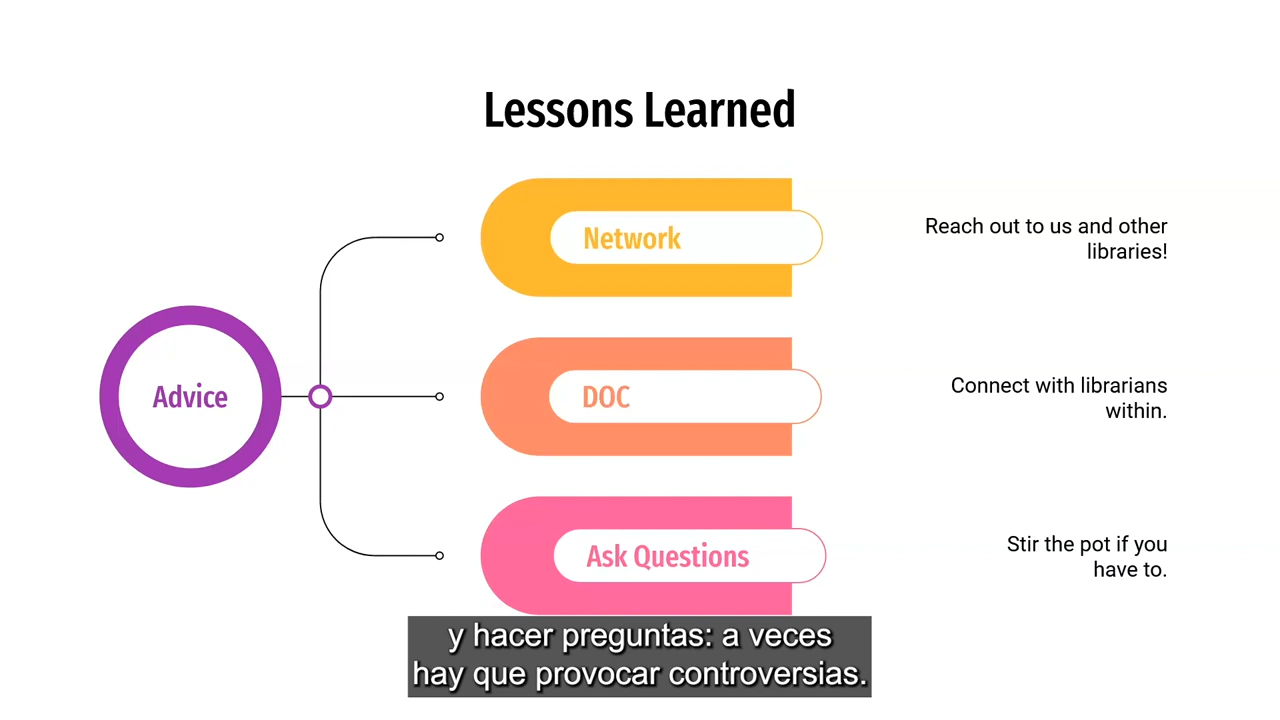 Lessons Learned
Advice
Network
Reach out to us and other
libraries!
DOC
Connect with librarians
within.
Ask Questions
Stir the pot if you
have to.
y hacer preguntas: a veces
hay que provocar controversias.